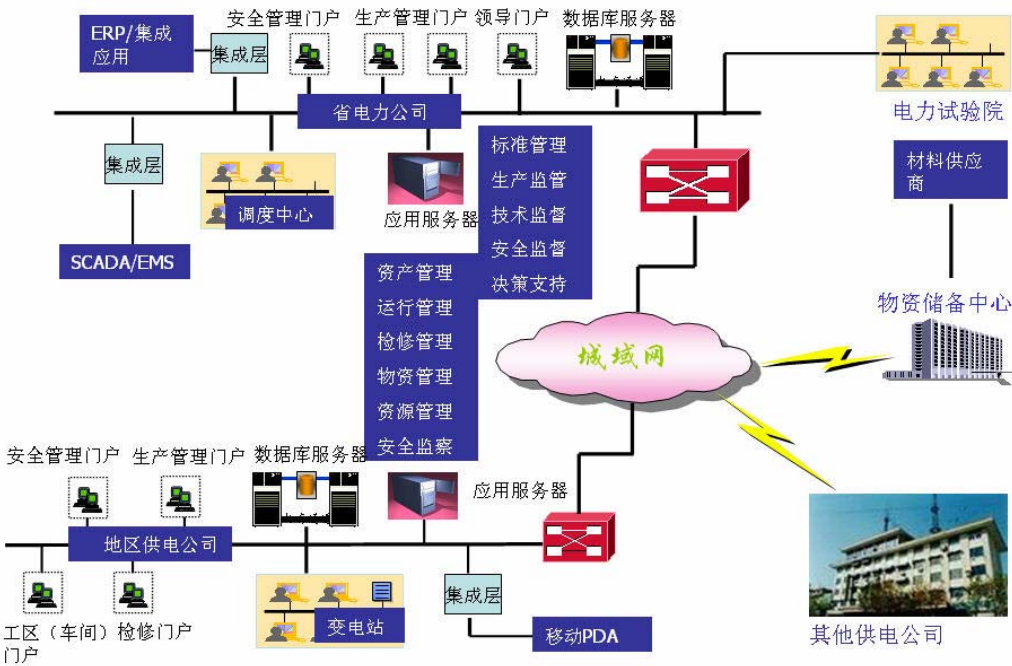 安全管理门户
生产管理门户
领导门户
数据库服务器
ERP/集成
应用
集成层
省电力公司
电力试验院
集成层
调度中心
应用服务器
SCADA/EMS
标准管理
生产监管
技术监督
安全监督
决策支持
材料供应
商
资产管理
运行管理
检修管理
物资管理
资源管理
安全监察
物资储备中心
城域网
安全管理门户
生产管理门户
数据库服务器
应用服务器
地区供电公司
工区（车间）
门户
检修门户
变电站
集成层
移动PDA
其他供电公司